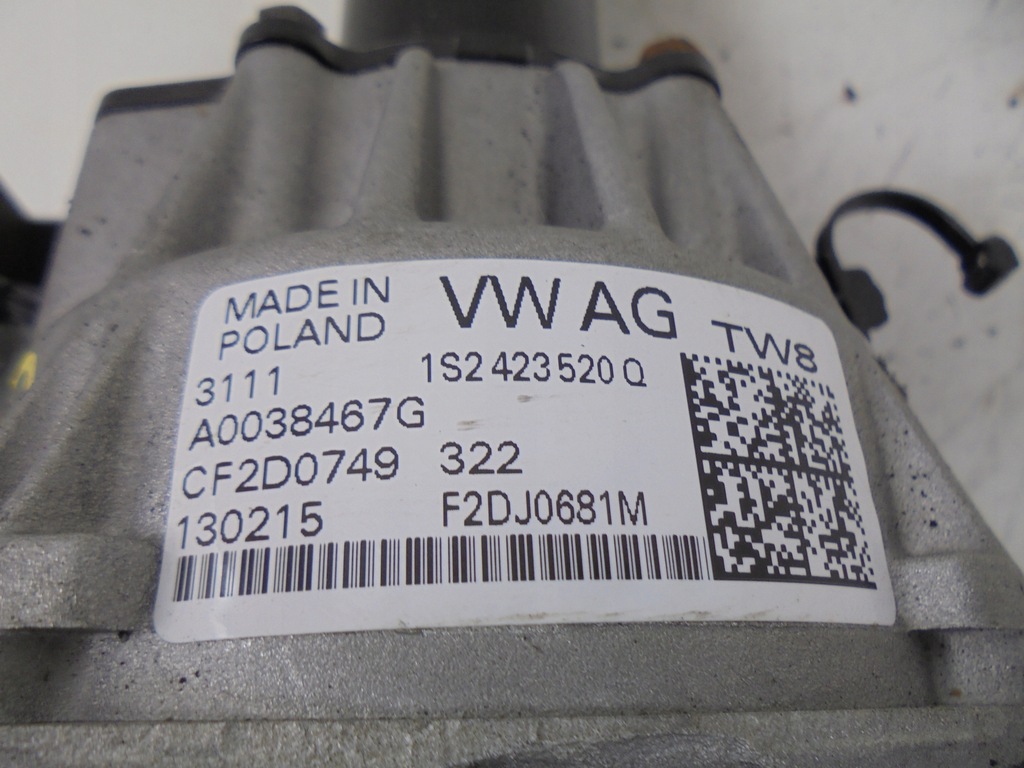 MADE IN
POLAND
VW AG
TW8
3111
1S2 423 520 Q
A0038467G
CF2D0749
322
130215
F2DJ0681M